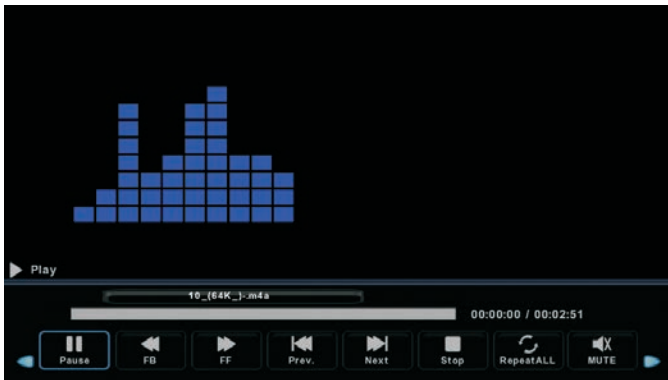 Play
10_(64K_)-.m4a
00:00:00 / 00:02:51
Pause FB FF Prev. Next Stop RepeatALL MUTE